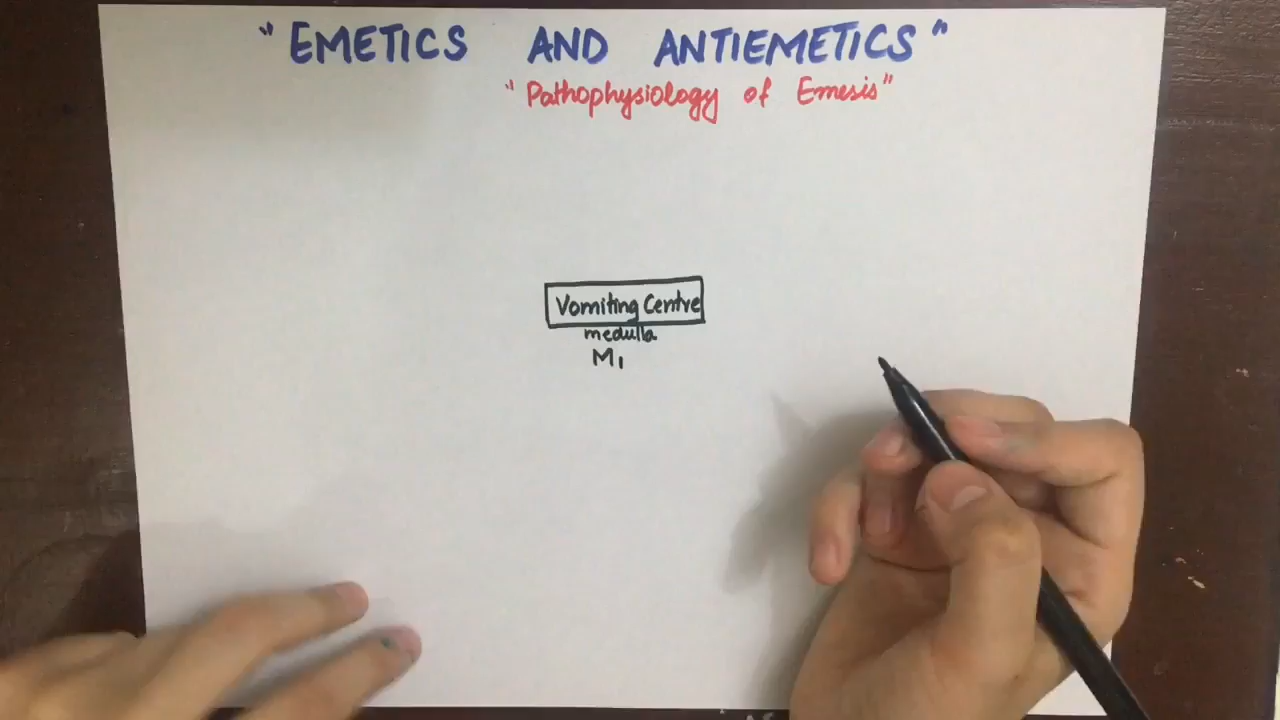 "EMETICS AND ANTIEMETICS"
"Pathophysiology of Emesis"
Vomiting Centre
medulla
M1